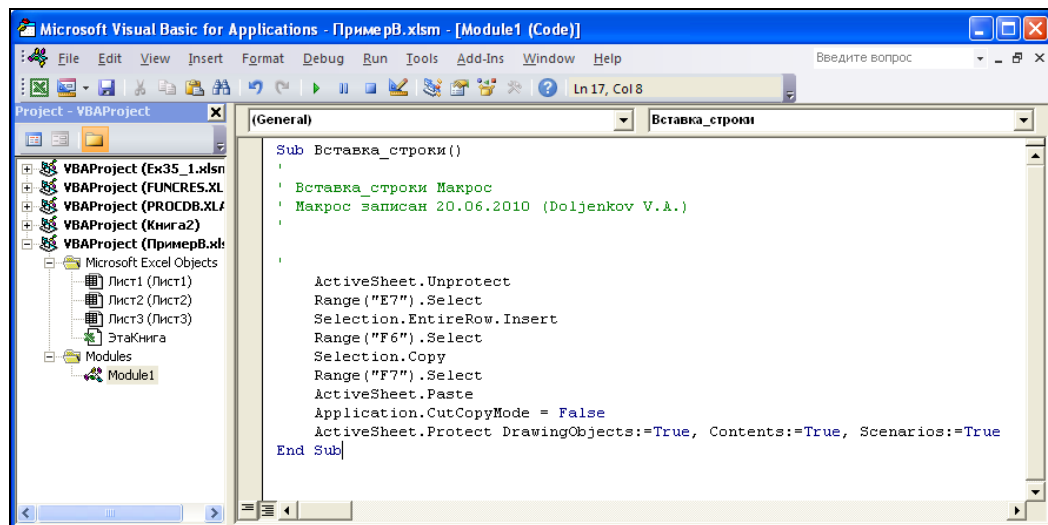 Microsoft Visual Basic for Applications - ПримерВ.xlsm - [Module1 (Code)]
File Edit View Insert Format Debug Run Tools Add-Ins Window Help Введите вопрос
Ln 17, Col 8
Project - VBAProject
(General) Вставка_строки
VBAProject (Ex35_1.xlsm
VBAProject (FUNCRES.XL
VBAProject (PROCDB.XLA
VBAProject (Книга2)
VBAProject (ПримерВ.xls
Microsoft Excel Objects
Лист1 (Лист1)
Лист2 (Лист2)
Лист3 (Лист3)
ЭтаКнига
Modules
Module1
Sub Вставка_строки()
'
' Вставка_строки Макрос
' Макрос записан 20.06.2010 (Doljenkov V.A.)
'
'
ActiveSheet.Unprotect
Range("E7").Select
Selection.EntireRow.Insert
Range("F6").Select
Selection.Copy
Range("F7").Select
ActiveSheet.Paste
Application.CutCopyMode = False
ActiveSheet.Protect DrawingObjects:=True, Contents:=True, Scenarios:=True
End Sub